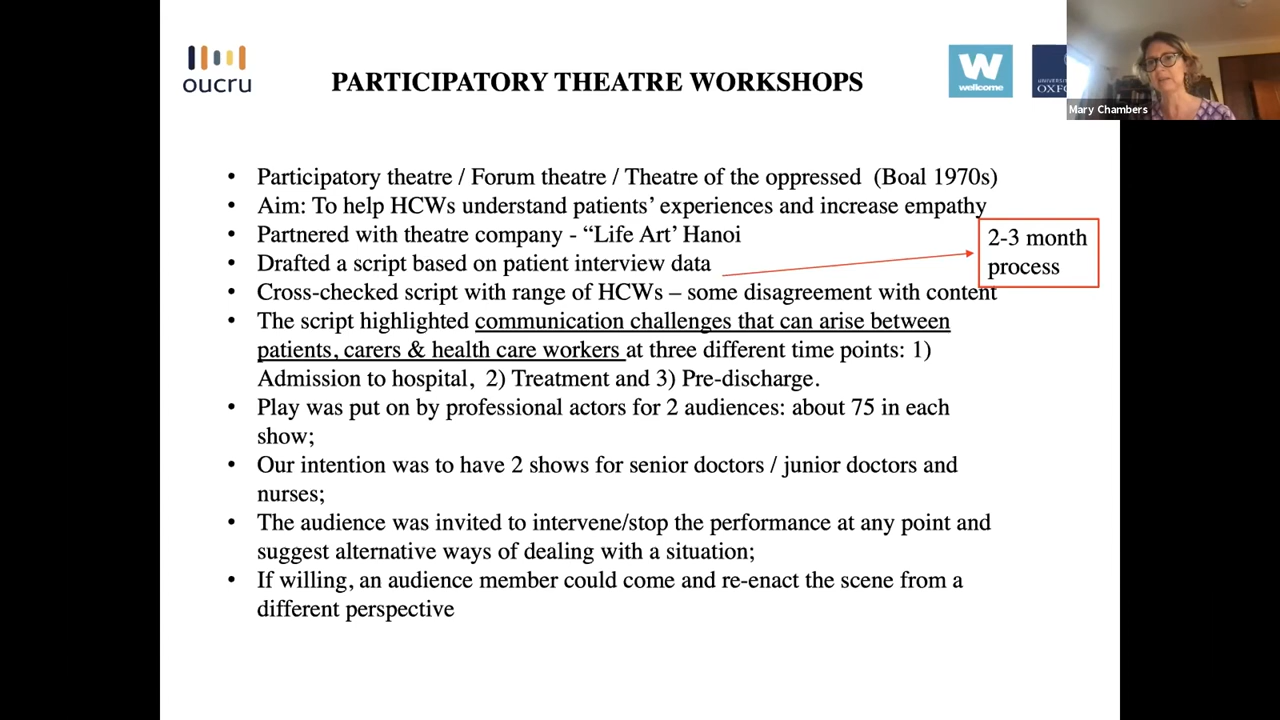 oucru
PARTICIPATORY THEATRE WORKSHOPS
W
wellcome
Mary Chambers
• Participatory theatre / Forum theatre / Theatre of the oppressed (Boal 1970s)
• Aim: To help HCWs understand patients' experiences and increase empathy
• Partnered with theatre company - “Life Art’ Hanoi
• Drafted a script based on patient interview data
2-3 month
process
• Cross-checked script with range of HCWs – some disagreement with content
• The script highlighted communication challenges that can arise between
patients, carers & health care workers at three different time points: 1)
Admission to hospital, 2) Treatment and 3) Pre-discharge.
• Play was put on by professional actors for 2 audiences: about 75 in each
show;
• Our intention was to have 2 shows for senior doctors / junior doctors and
nurses;
• The audience was invited to intervene/stop the performance at any point and
suggest alternative ways of dealing with a situation;
• If willing, an audience member could come and re-enact the scene from a
different perspective